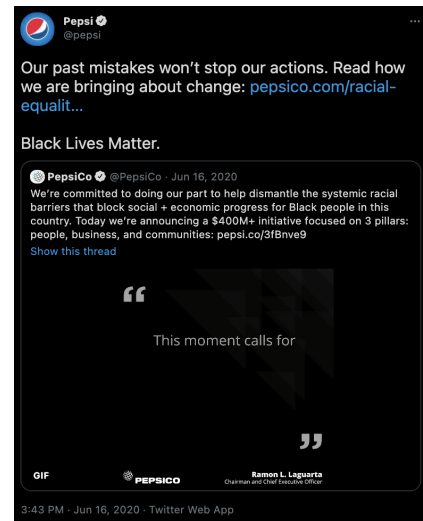 Pepsi
@pepsi
Our past mistakes won't stop our actions. Read how
we are bringing about change: pepsico.com/racial-
equalit...
Black Lives Matter.
PepsiCo @PepsiCo · Jun 16, 2020
We're committed to doing our part to help dismantle the systemic racial
barriers that block social + economic progress for Black people in this
country. Today we're announcing a $400M+ initiative focused on 3 pillars:
people, business, and communities: pepsi.co/3fBnve9
Show this thread
“
This moment calls for
”
GIF
PEPSICO
Ramon L. Laguarta
Chairman and Chief Executive Officer
3:43 PM · Jun 16, 2020 · Twitter Web App